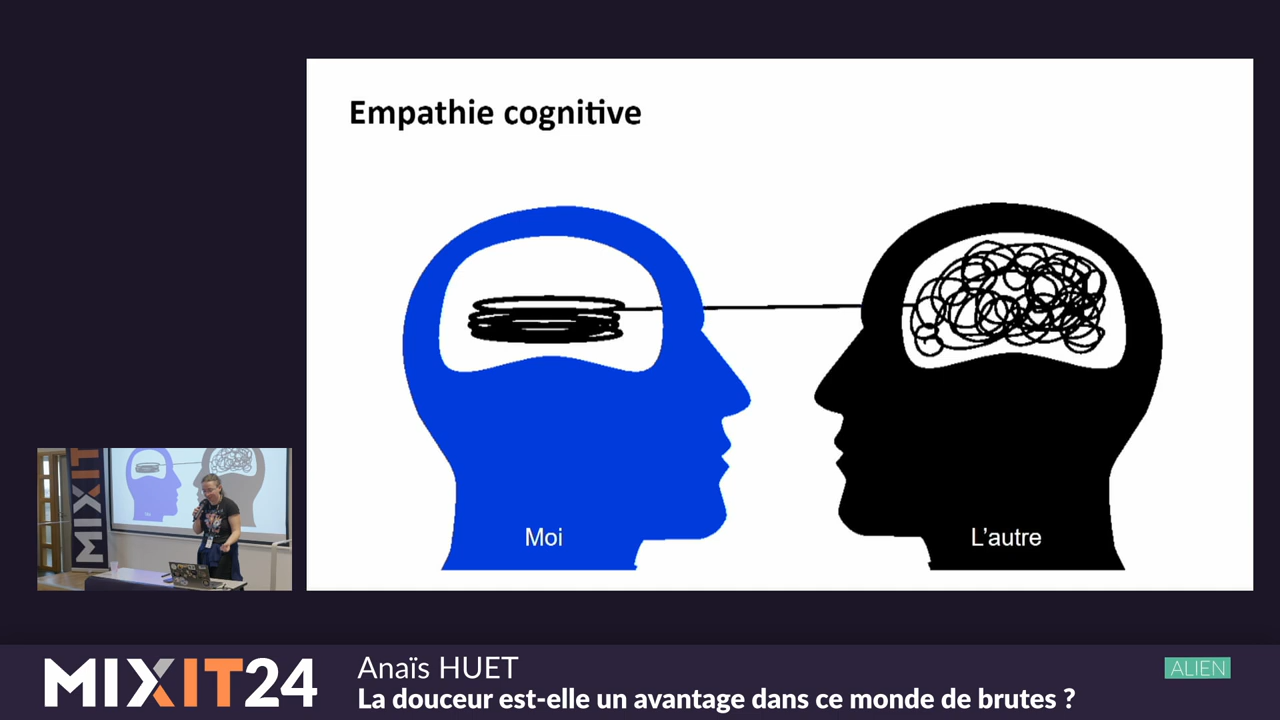 Empathie cognitive
Moi
L'autre
MIXIT
MIXIT24
Anaïs HUET
La douceur est-elle un avantage dans ce monde de brutes ?
ALIEN